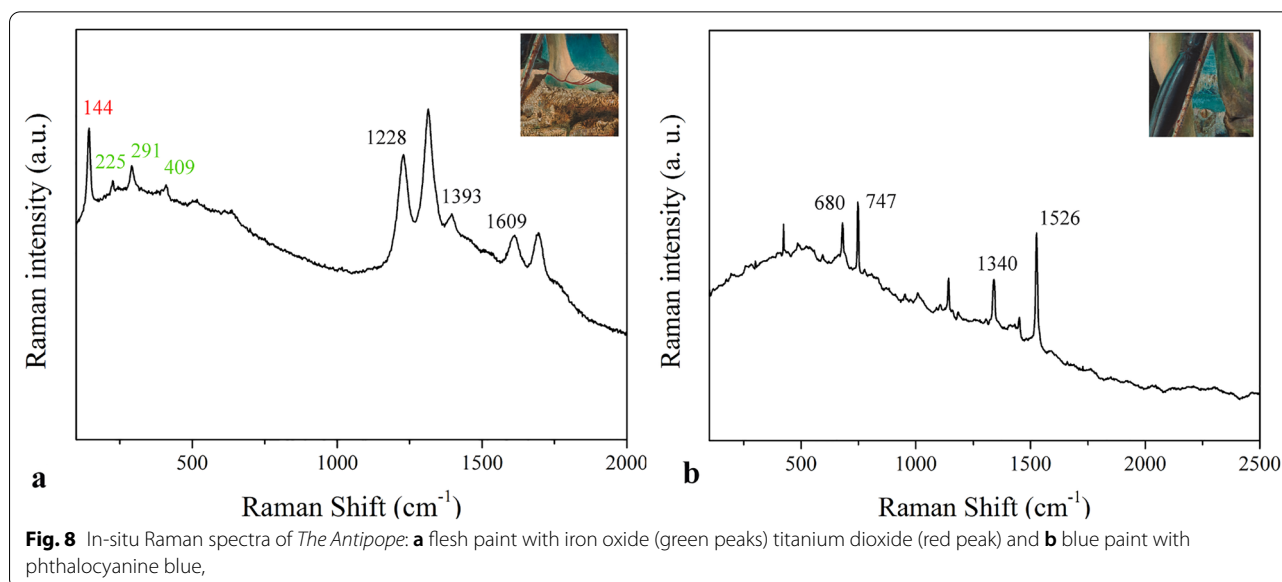 144
225
291
409
1228
1393
1609
Raman intensity (a.u.)
500
1000
1500
2000
a
Raman Shift (cm-1)
680
747
1340
1526
Raman intensity (a. u.)
500
1000
1500
2000
2500
b
Raman Shift (cm-1)
Fig. 8 In-situ Raman spectra of The Antipope: a flesh paint with iron oxide (green peaks) titanium dioxide (red peak) and b blue paint with
phthalocyanine blue,